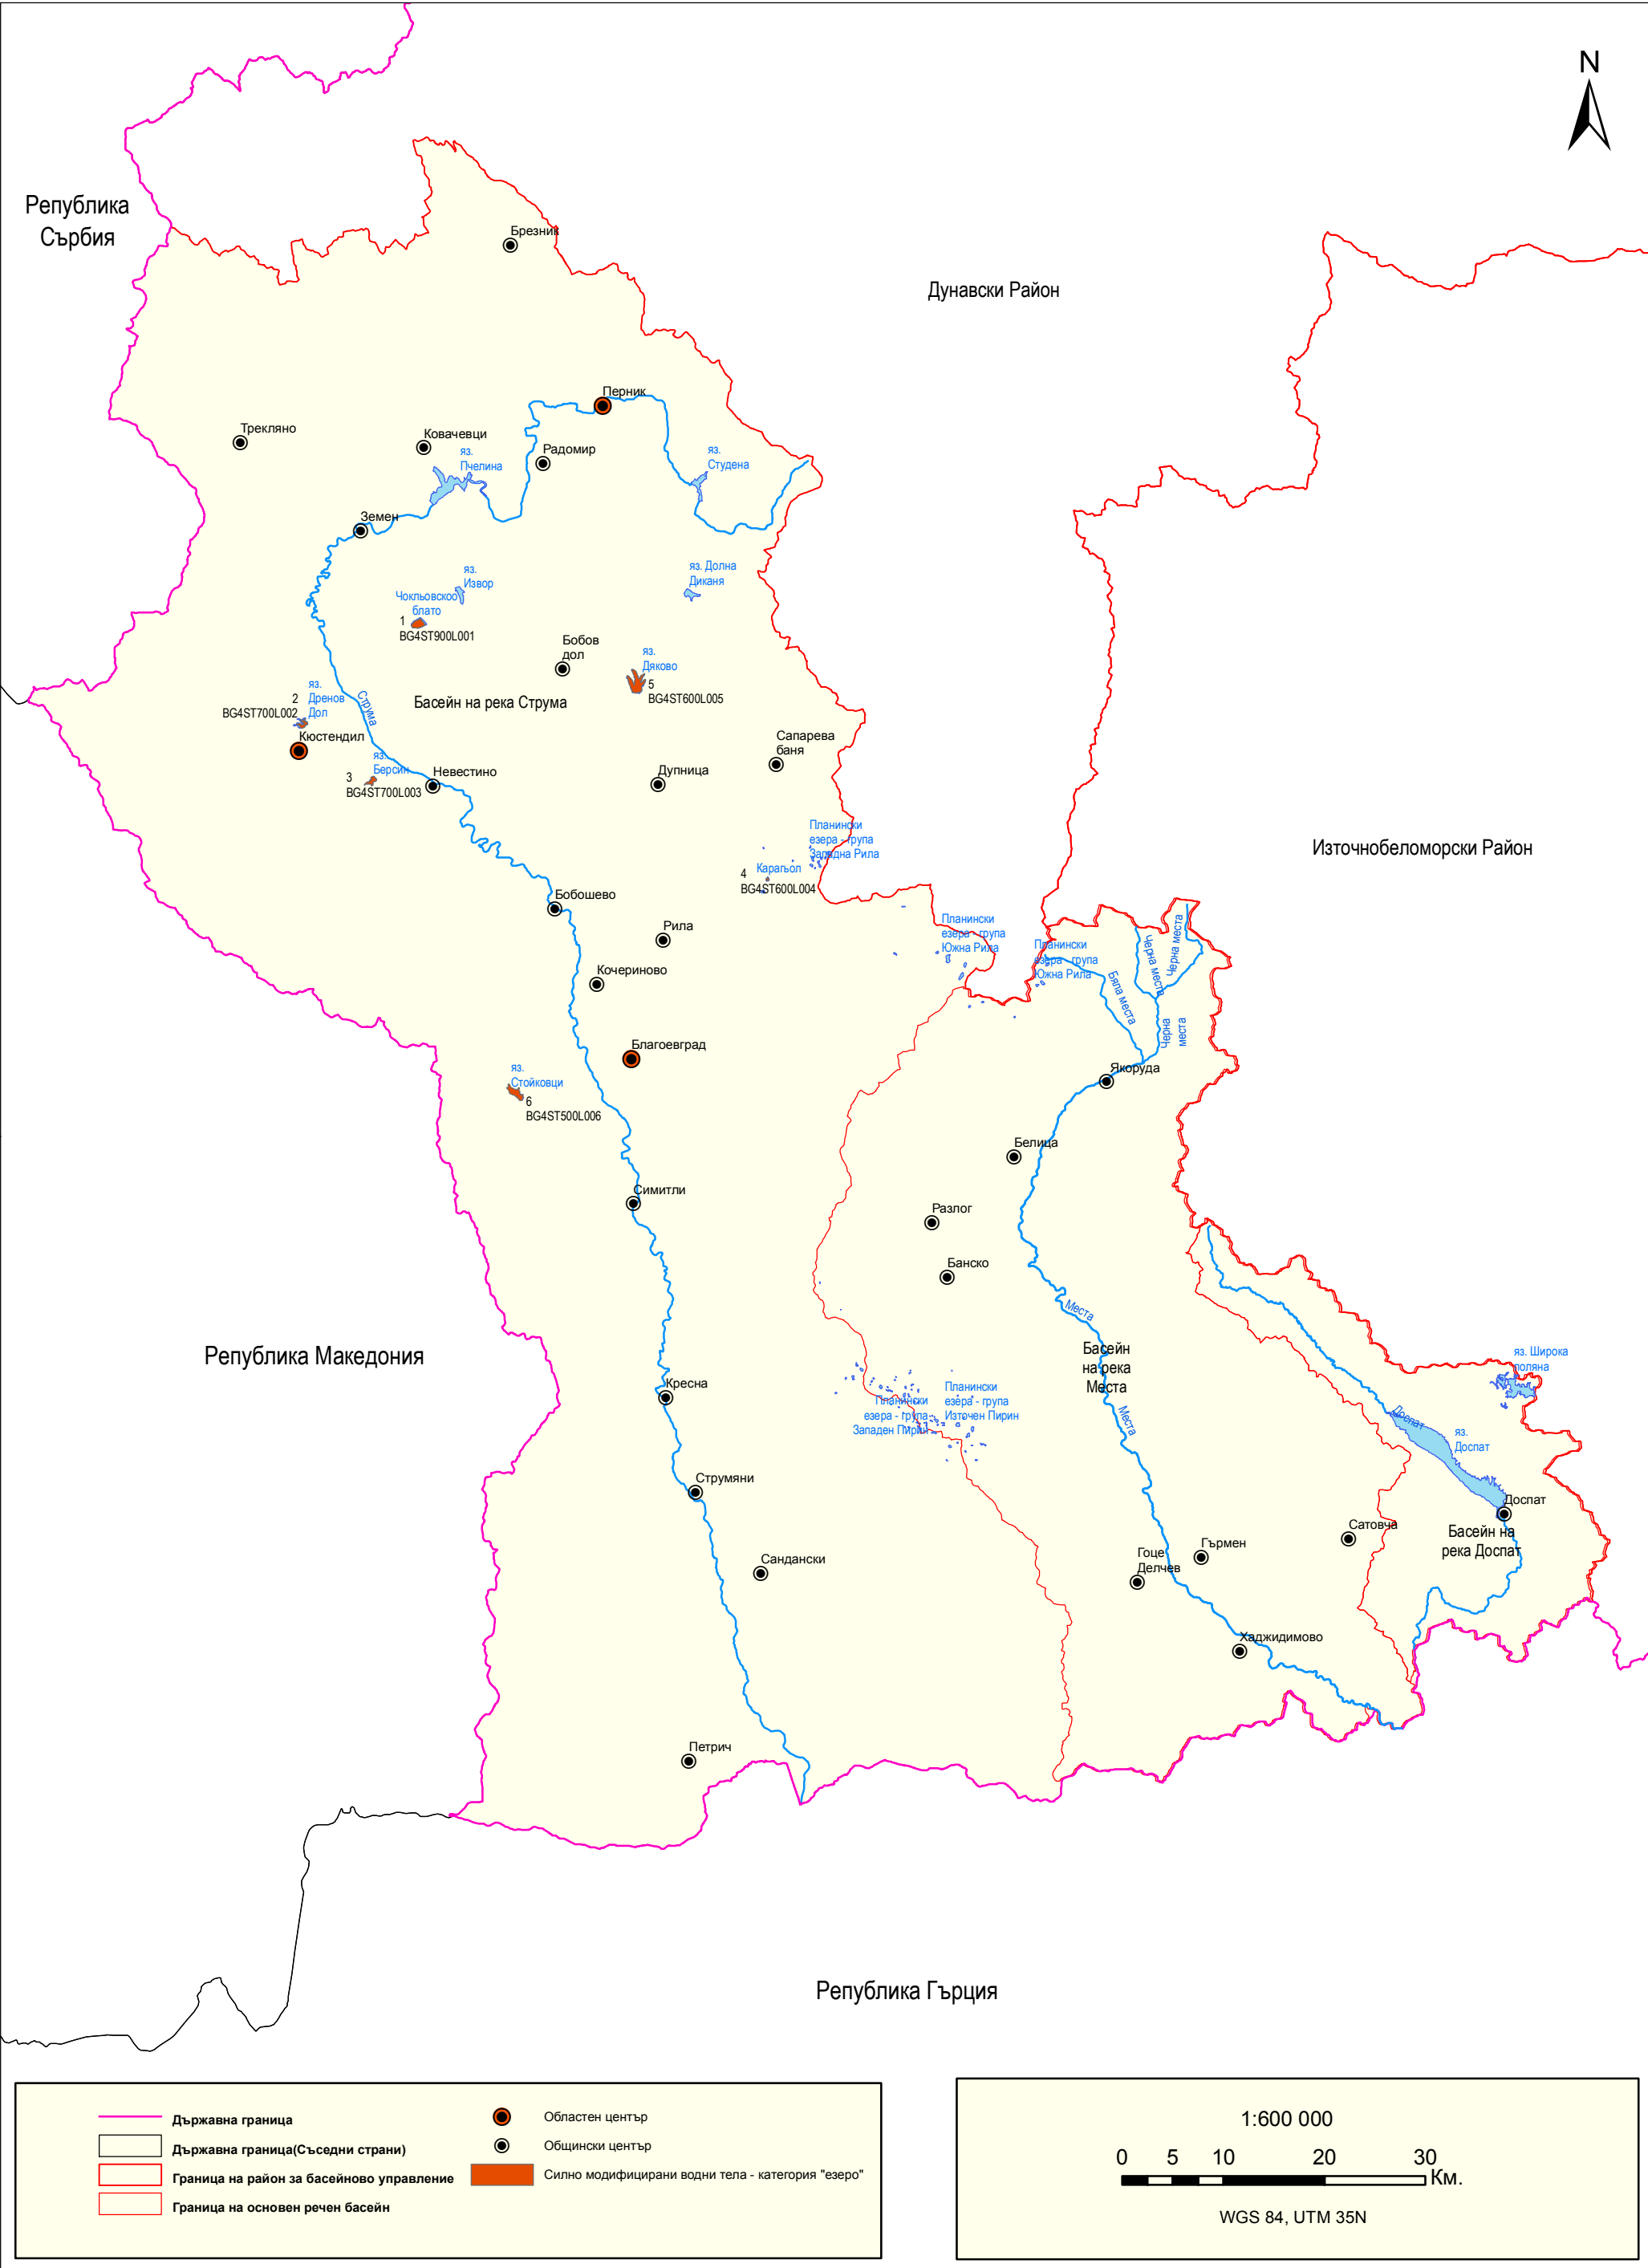 N
Република
Сърбия
Брезник
Дунавски Район
Перник
Трекляно
Ковачевци
Радомир
яз.
Пчелина
яз.
Студена
Земен
яз.
Извор
яз. Долна
Диканя
Чокльовскоо
блато
1
BG4ST900L001
Бобов
дол
яз.
Дяково
5
BG4ST600L005
Басейн на река Струма
Струма
яз.
Дренов
Дол
2
BG4ST700L002
Кюстендил
яз.
Берсин
3
BG4ST700L003
Невестино
Дупница
Сапарева
баня
Планински
езера - група
Западна Рила
Карагьол
4
BG4ST600L004
Източнобеломорски Район
Бобошево
Рила
Кочериново
Планински
езера - група
Южна Рила
Планински
езера - група
Южна Рила
Бяла места
Черна места
Черна места
Черна
места
Благоевград
Якоруда
яз.
Стойковци
6
BG4ST500L006
Белица
Симитли
Разлог
Банско
Места
Република Македония
Басейн
на река
Места
Места
яз. Широка
поляна
Кресна
Планински
езера - група
Западен Пирин
Планински
езера - група
Източен Пирин
Доспат
яз.
Доспат
Струмяни
Доспат
Басейн на
река Доспат
Сатовча
Сандански
Гърмен
Гоце
Делчев
Хаджидимово
Петрич
Република Гърция
Държавна граница
Държавна граница(Съседни страни)
Граница на район за басейново управление
Граница на основен речен басейн
Областен център
Общински център
Силно модифицирани водни тела - категория "езеро"
1:600 000
0 5 10 20 30
Км.
WGS 84, UTM 35N